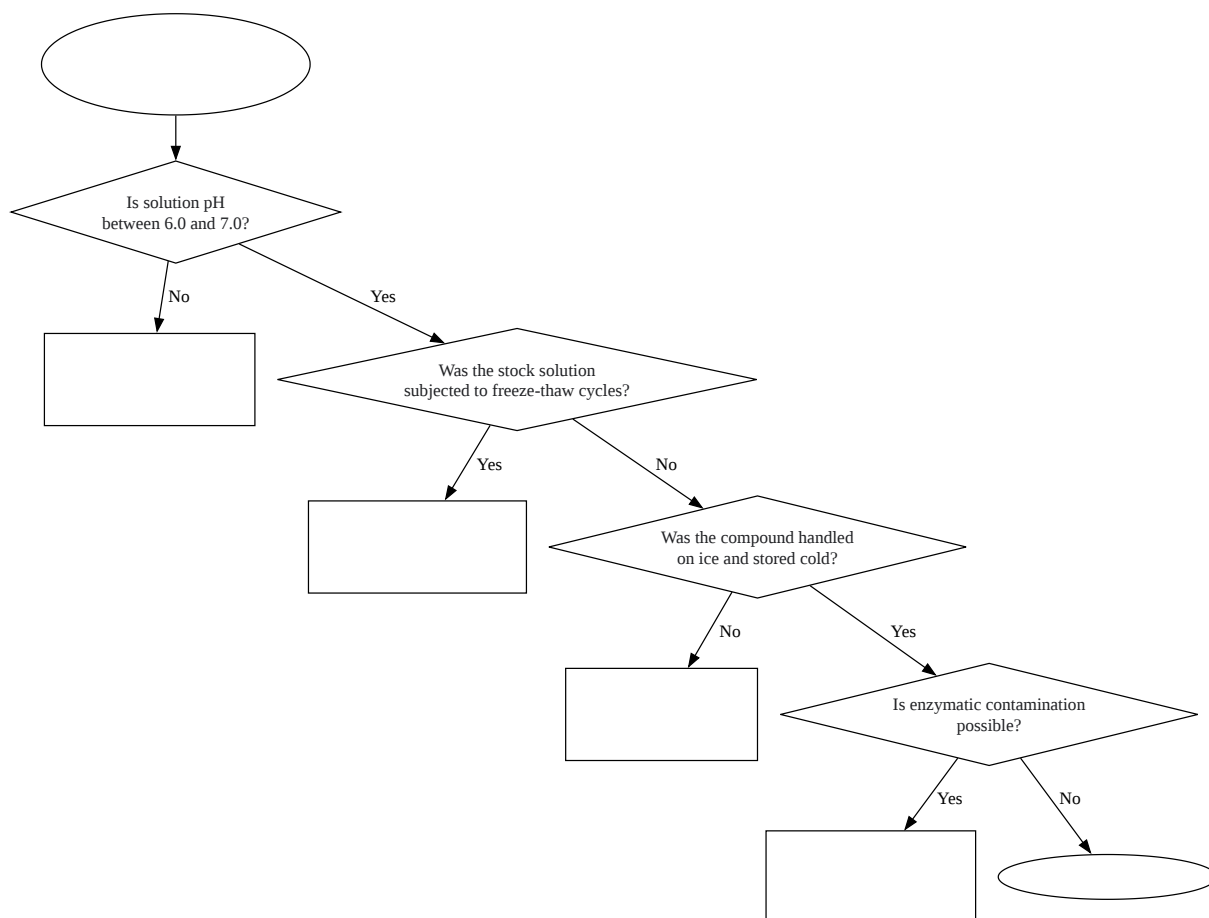 Is solution pH
between 6.0 and 7.0?
No
Yes
Was the stock solution
subjected to freeze-thaw cycles?
Yes
No
Was the compound handled
on ice and stored cold?
No
Yes
Is enzymatic contamination
possible?
Yes
No